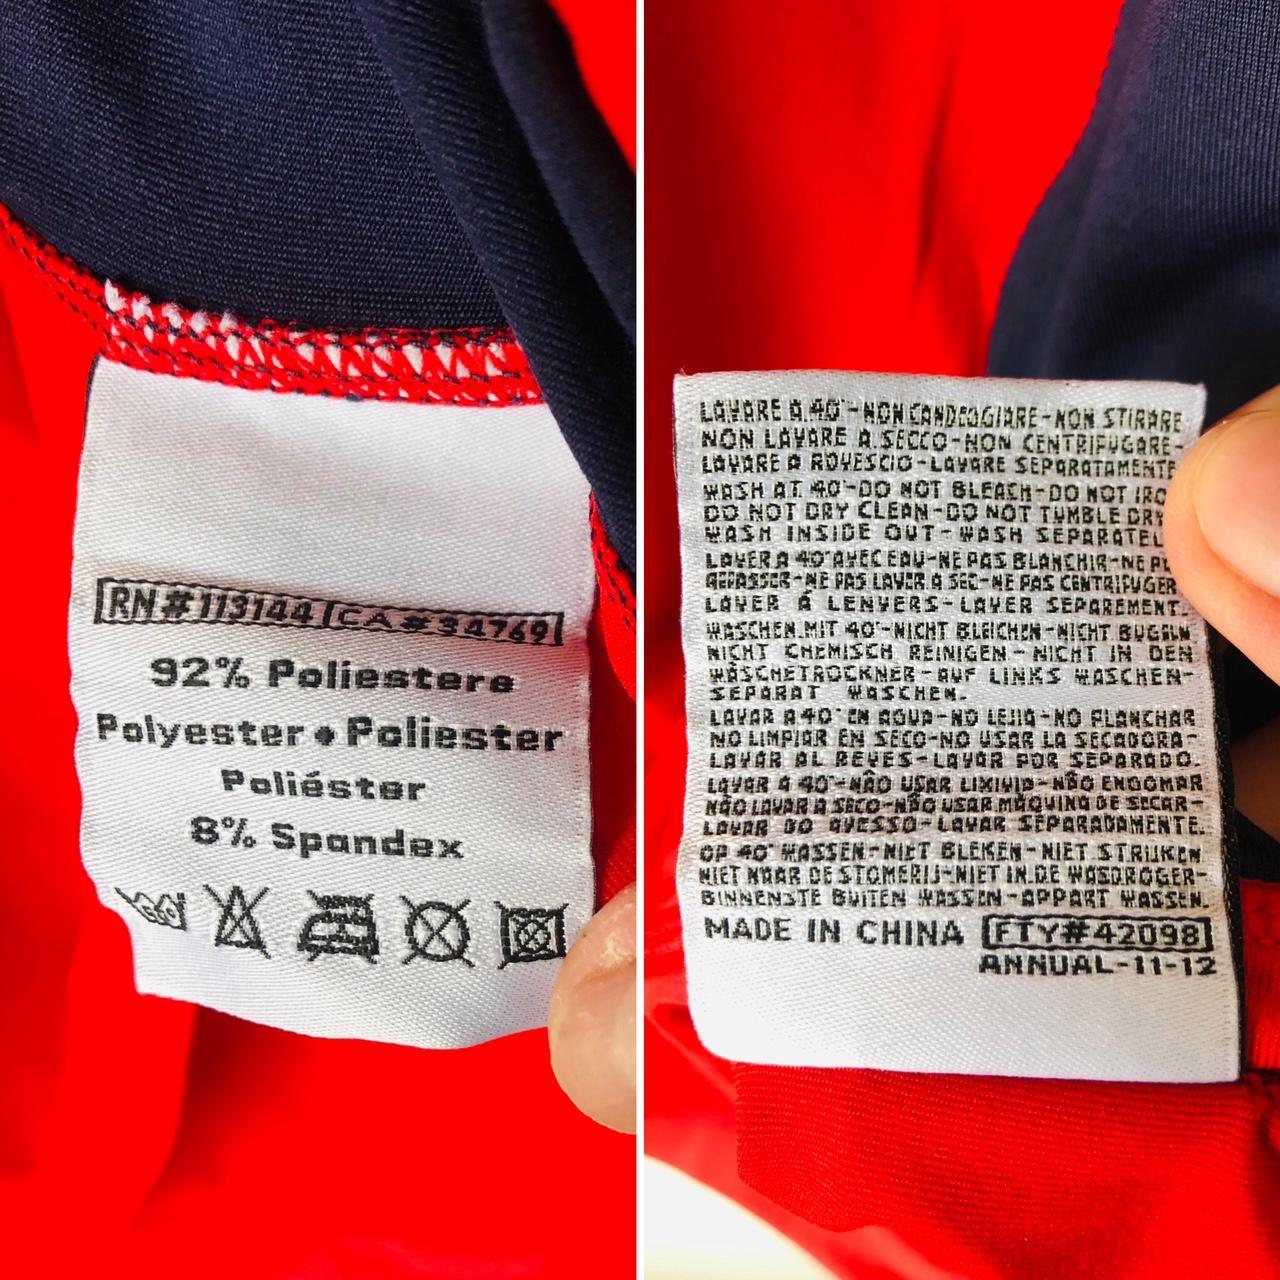 RN#113144 CA#34769
92% Poliestere
Polyester•Poliester
Poliéster
8% Spandex
LAVARE A 40°-NON CANDEGGIARE-NON STIRARE
NON LAVARE A SECCO-NON CENTRIFUGARE-
LAVARE A ROVESCIO-LAVARE SEPARATAMENTE
WASH AT 40°-DO NOT BLEACH-DO NOT IRO
DO NOT DRY CLEAN-DO NOT TUMBLE DRY
WASH INSIDE OUT-WASH SEPARATEL
LAVER A 40°AVEC EAU-NE PAS BLANCHIR-NE P
REPASSER-NE PAS LAVER A SEC-NE PAS CENTRIFUGER
LAVER Á LENVERS-LAVER SEPAREMENT.
WASCHEN MIT 40°-NICHT BLEICHEN-NICHT BUGELN
NICHT CHEMISCH REINIGEN-NICHT IN DEN
WÄSCHETROCKNER-AUF LINKS WASCHEN-
SEPARAT WASCHEN.
LAVAR A 40° EN AGUA-NO LEJIA-NO PLANCHAR
NO LIMPIAR EN SECO-NO USAR LA SECADORA-
LAVAR AL REVES-LAVAR POR SEPARADO.
LAVAR A 40°-NÃO USAR LIXIVIA-NÃO ENGOMAR
NÃO LAVAR A SECO-NÃO USAR MÁQUINA DE SECAR-
LAVAR DO AVESSO-LAVAR SEPARADAMENTE.
OP 40° WASSEN-NIET BLEKEN-NIET STRIJKEN
NIET NAAR DE STOMERIJ-NIET IN DE WASDROGER-
BINNENSTE BUITEN WASSEN-APPART WASSEN.
MADE IN CHINA FTY#42098
ANNUAL-11-12